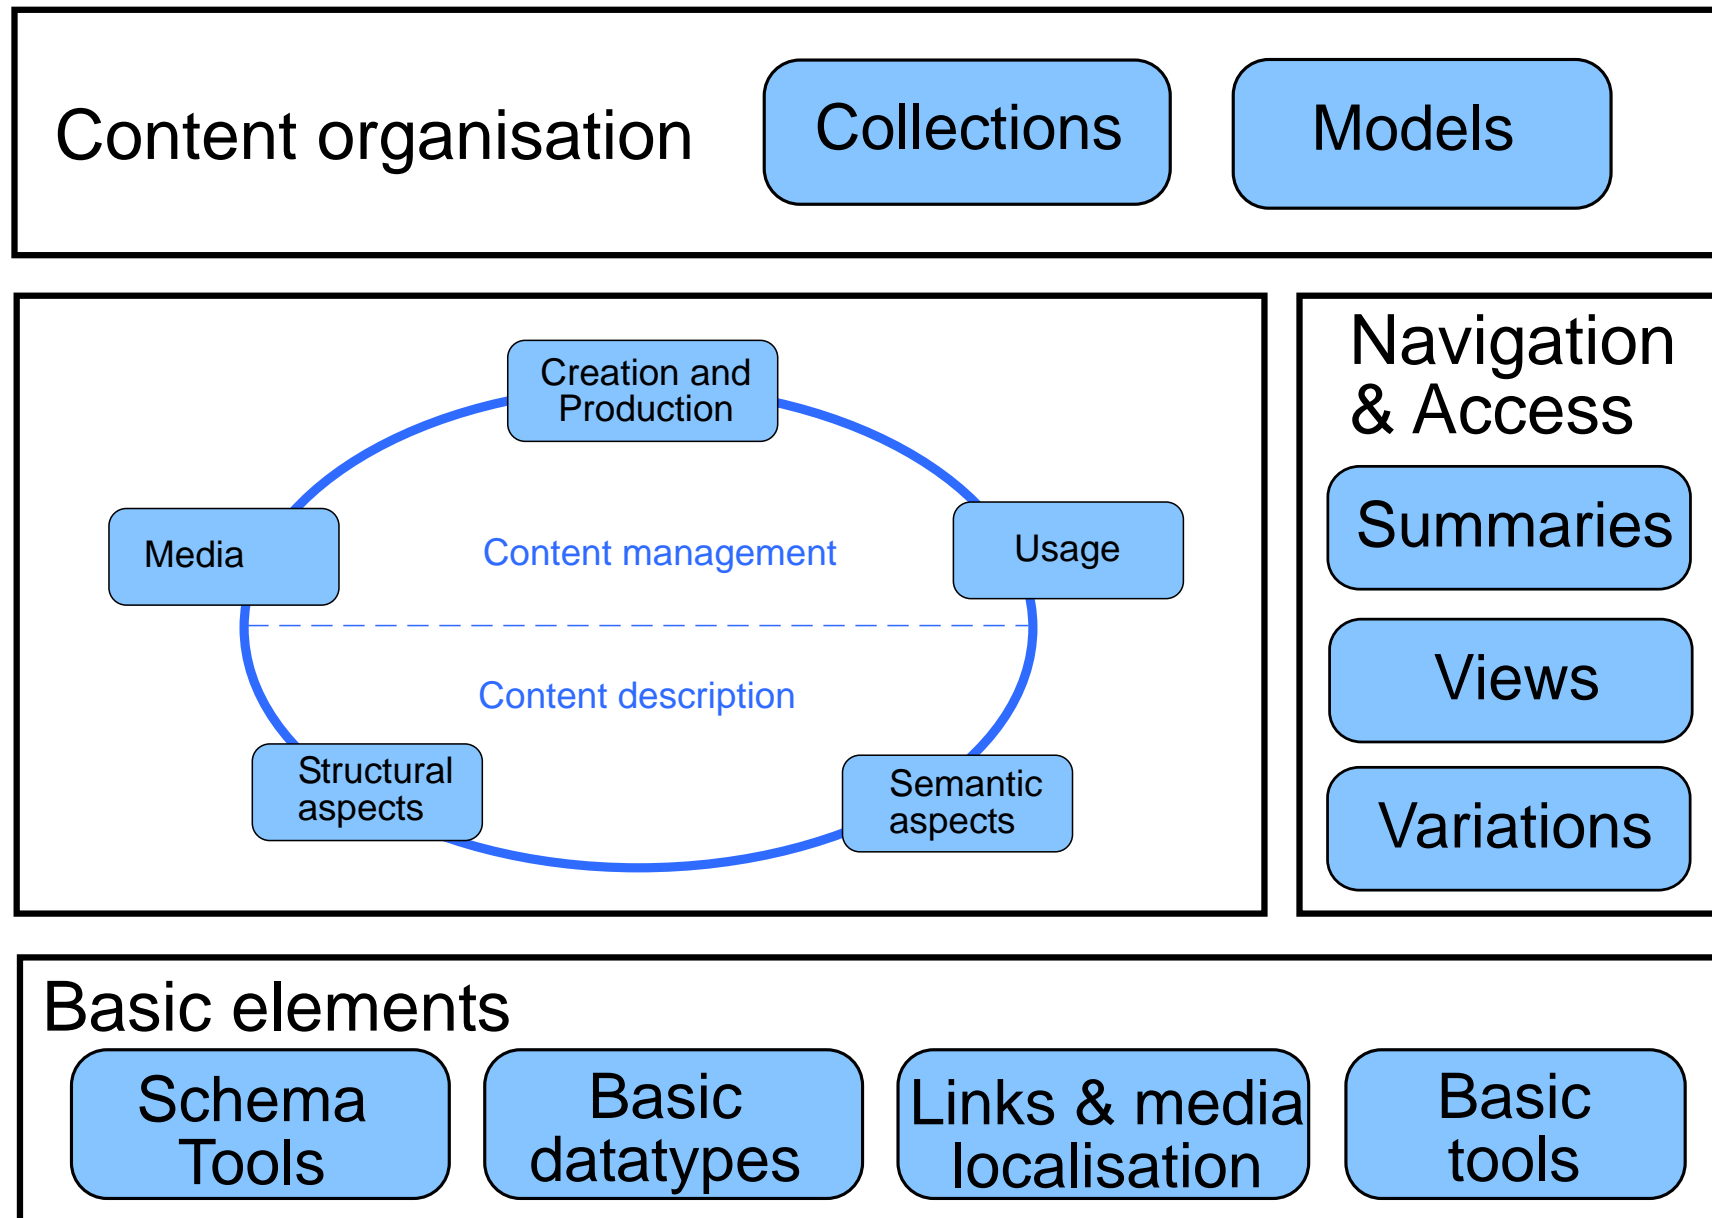 Content organisation
Collections
Models
Creation and
Production
Media
Content management
Usage
Content description
Structural
aspects
Semantic
aspects
Navigation
& Access
Summaries
Views
Variations
Basic elements
Schema
Tools
Basic
datatypes
Links & media
localisation
Basic
tools